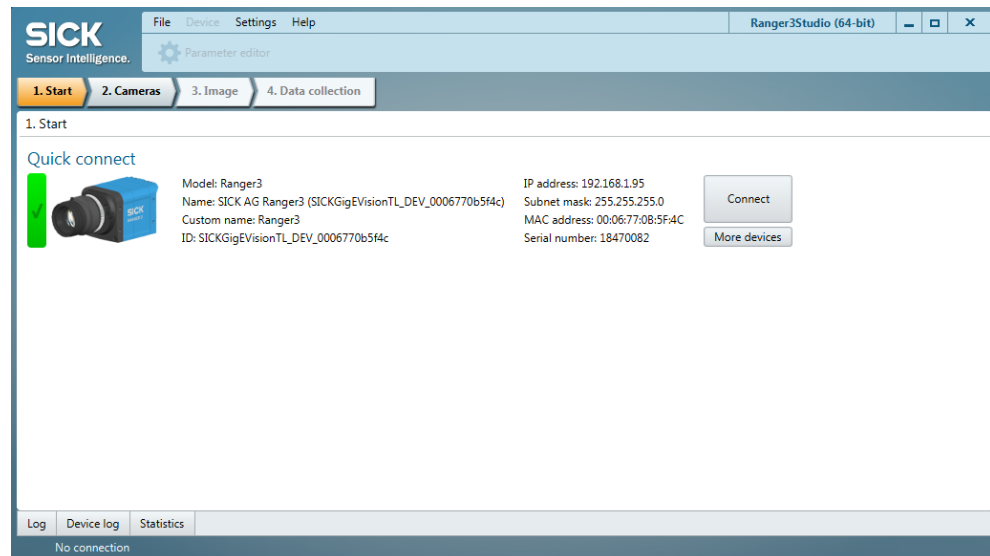 SICK
Sensor Intelligence.
File Device Settings Help
Ranger3Studio (64-bit)
Parameter editor
1. Start 2. Cameras 3. Image 4. Data collection
1. Start
Quick connect
SICK
Model: Ranger3
Name: SICK AG Ranger3 (SICKGigEVisionTL_DEV_0006770b5f4c)
Custom name: Ranger3
ID: SICKGigEVisionTL_DEV_0006770b5f4c
IP address: 192.168.1.95
Subnet mask: 255.255.255.0
MAC address: 00:06:77:0B:5F:4C
Serial number: 18470082
Connect
More devices
Log Device log Statistics
No connection